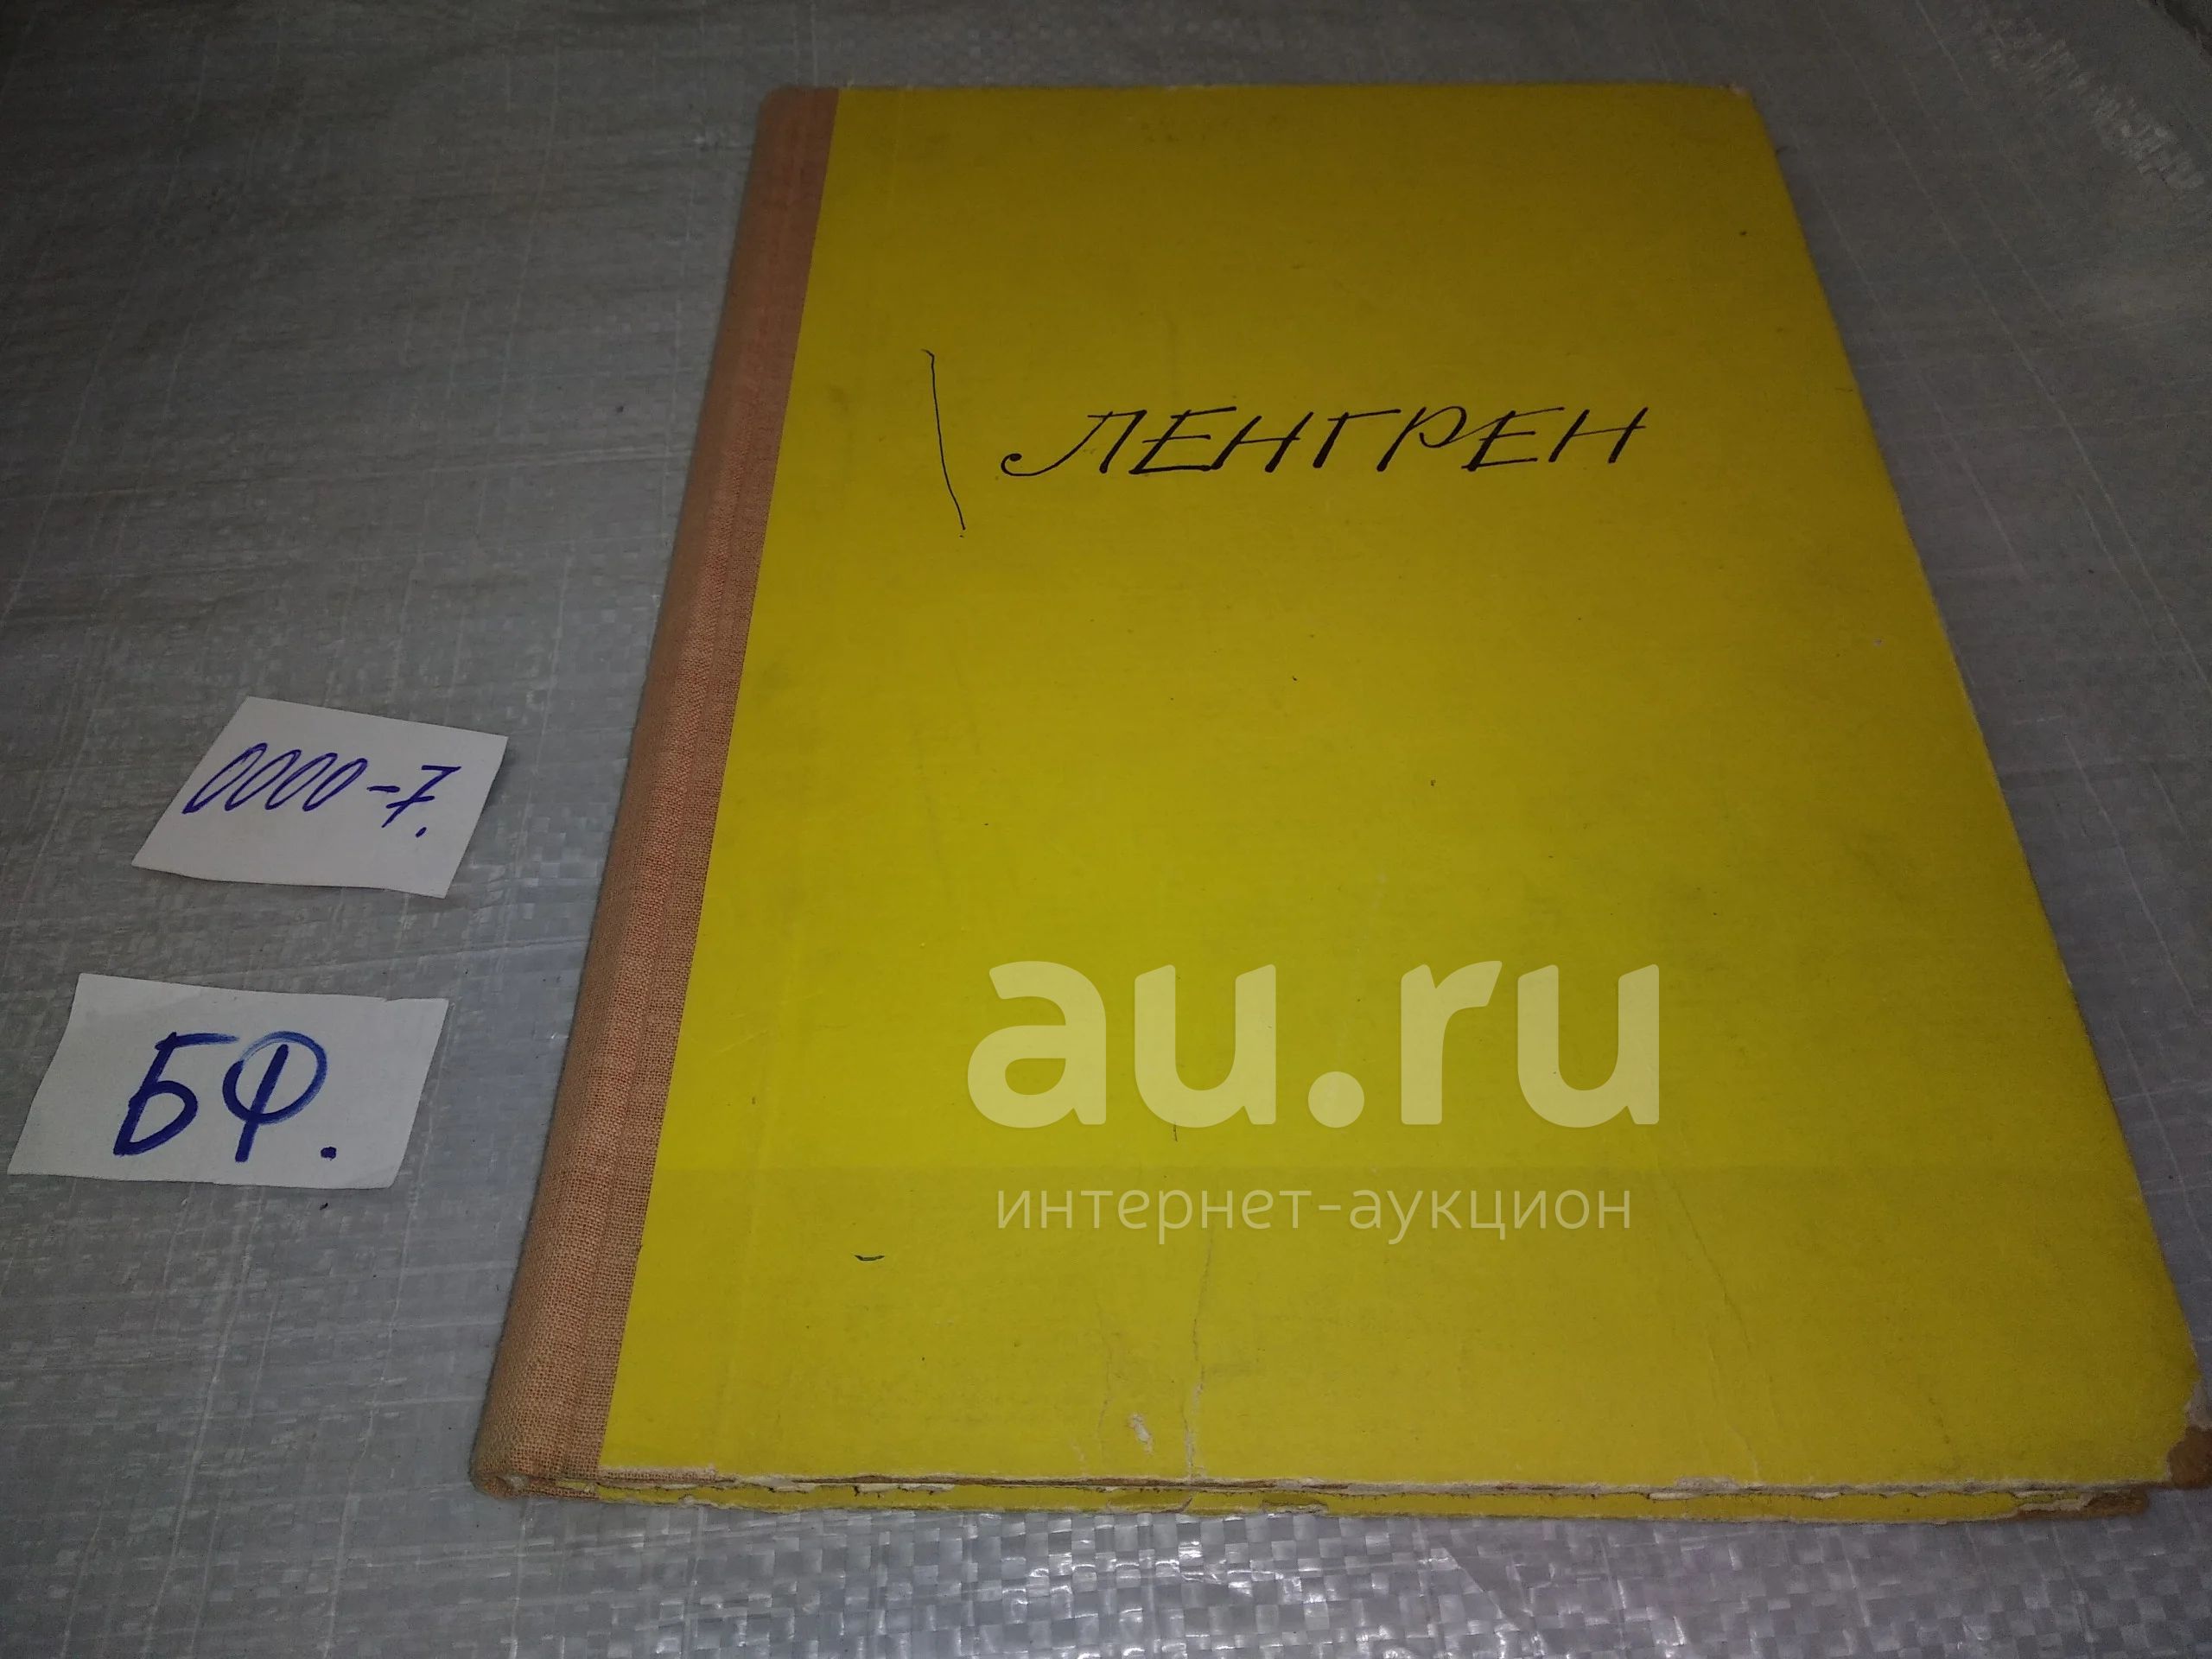 ЛЕНГРЕН
0000-7.
БФ.
au.ru
интернет-аукцион